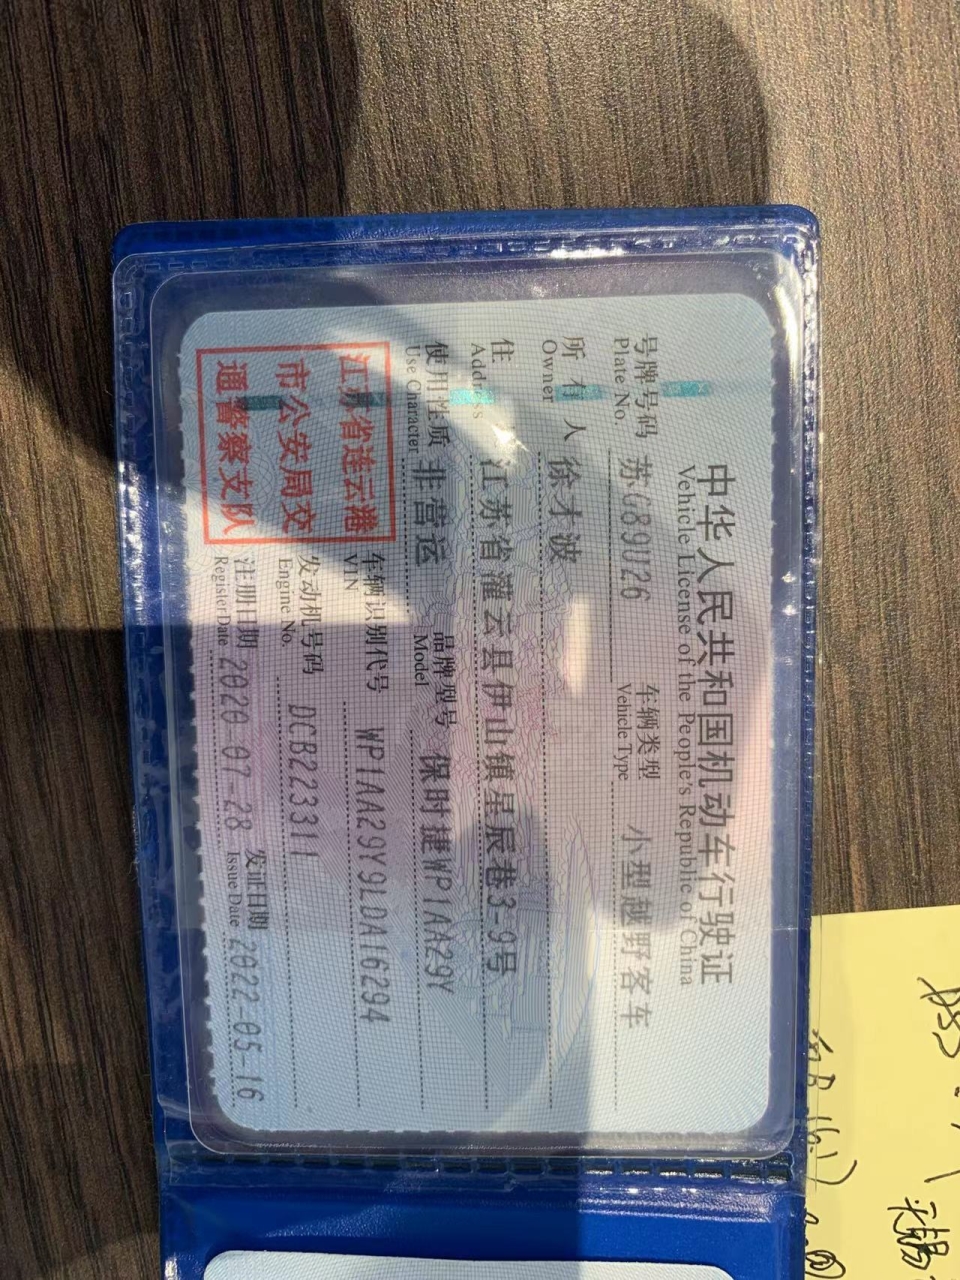 中华人民共和国机动车行驶证
Vehicle License of the People's Republic of China
号牌号码 苏G89U26 车辆类型 小型越野客车
Plate No. Vehicle Type
所有人 徐才波
Owner
住 江苏省灌云县伊山镇星辰巷3-9号
Address
使用性质 非营运 品牌型号 保时捷WP1AA29Y
Use Character Model
江苏省连云港
市公安局交
通警察支队
车辆识别代号 WP1AA29Y9LDA16294
VIN
发动机号码 DCB223311
Engine No.
注册日期 2020-07-28 发证日期 2022-05-16
Register Date Issue Date